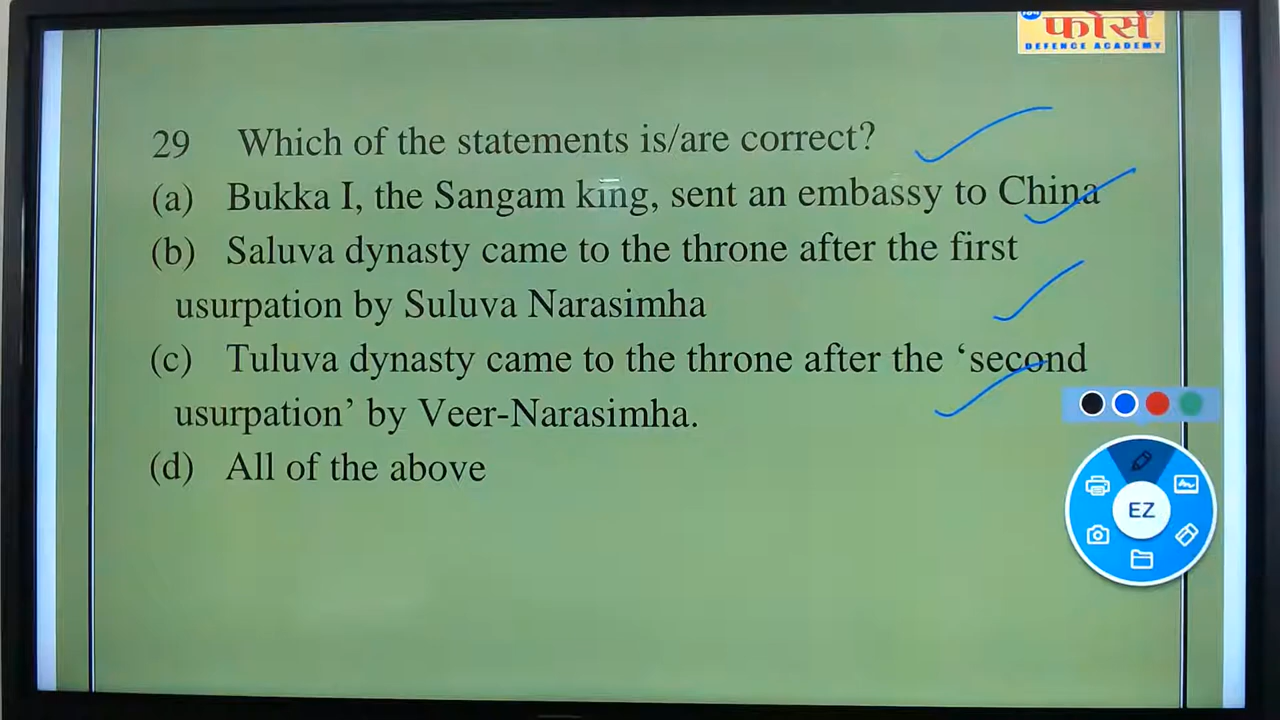 फोर्स
DEFENCE ACADEMY
29 Which of the statements is/are correct?
(a) Bukka I, the Sangam king, sent an embassy to China
(b) Saluva dynasty came to the throne after the first
usurpation by Suluva Narasimha
(c) Tuluva dynasty came to the throne after the ‘second
usurpation’ by Veer-Narasimha.
(d) All of the above
EZ